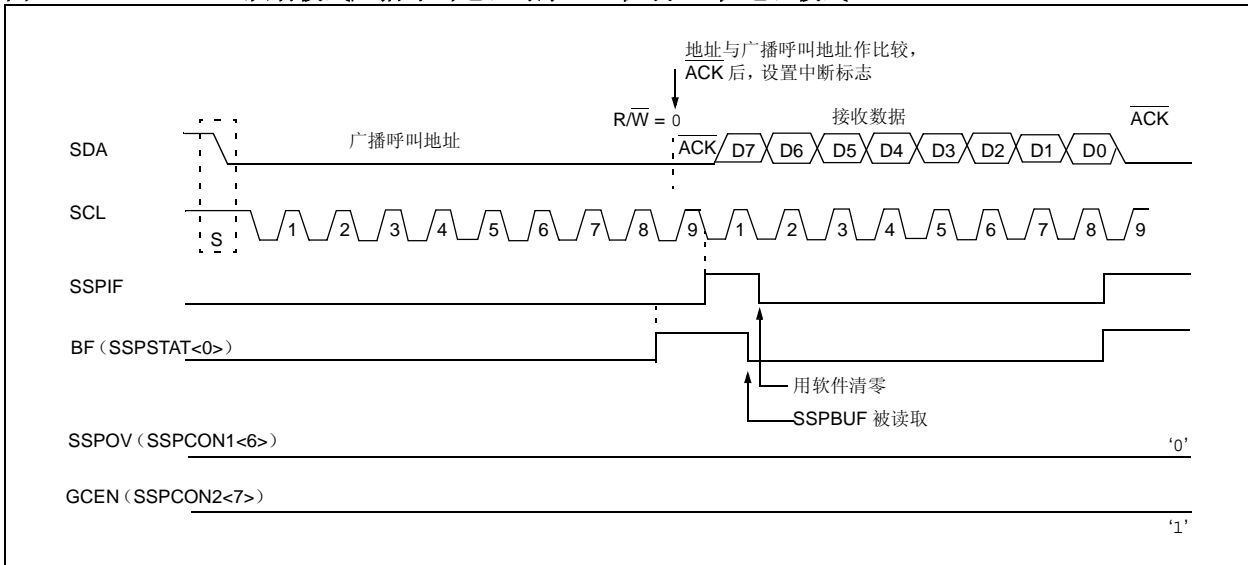 地址与广播呼叫地址作比较，
ACK 后，设置中断标志
R/W = 0
接收数据
ACK
SDA
广播呼叫地址
ACK
D7 D6 D5 D4 D3 D2 D1 D0
SCL
S
1 2 3 4 5 6 7 8 9 1 2 3 4 5 6 7 8 9
SSPIF
BF（SSPSTAT<0>）
用软件清零
SSPBUF 被读取
SSPOV（SSPCON1<6>）
‘0’
GCEN（SSPCON2<7>）
‘1’